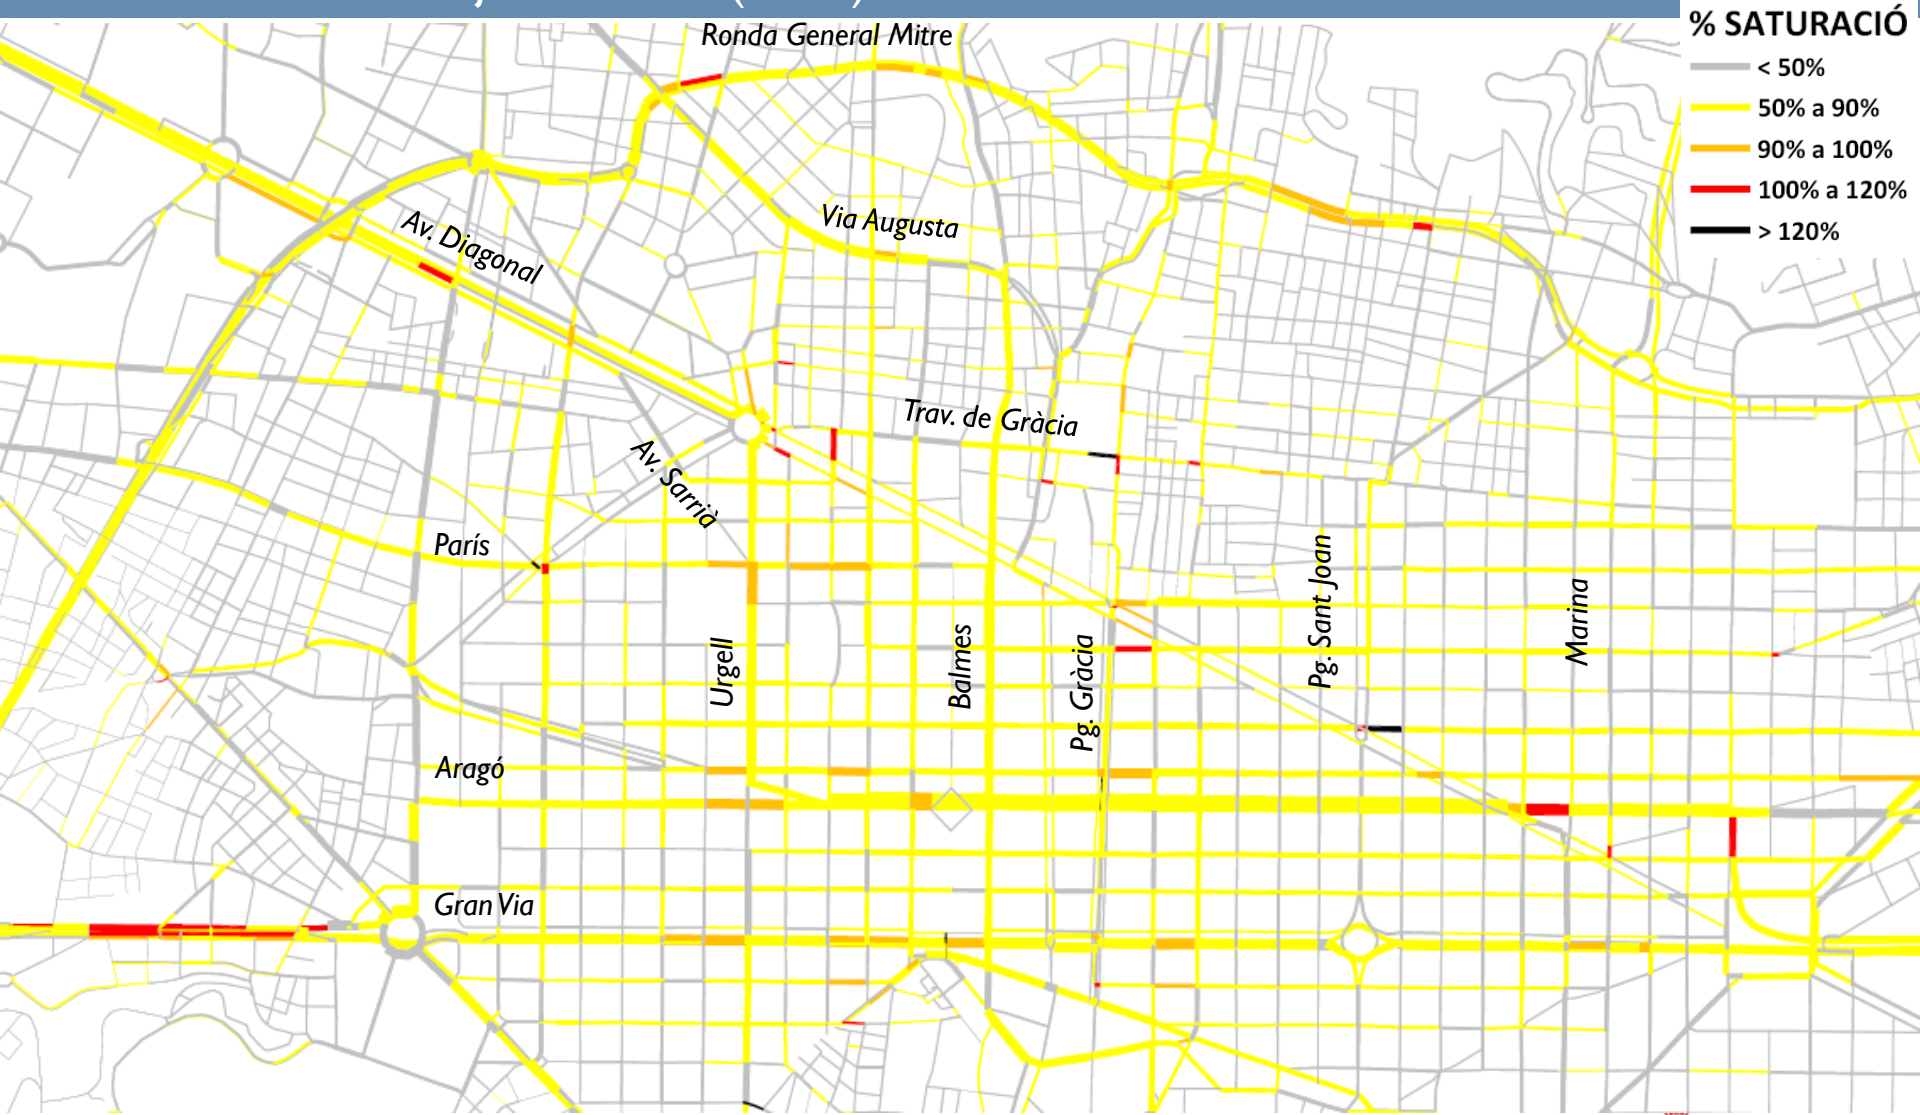 Ronda General Mitre
% SATURACIÓ
< 50%
50% a 90%
90% a 100%
100% a 120%
> 120%
Via Augusta
Av. Diagonal
Trav. de Gràcia
Av. Sarrià
París
Pg. Sant Joan
Marina
Urgell
Balmes
Pg. Gràcia
Aragó
Gran Via